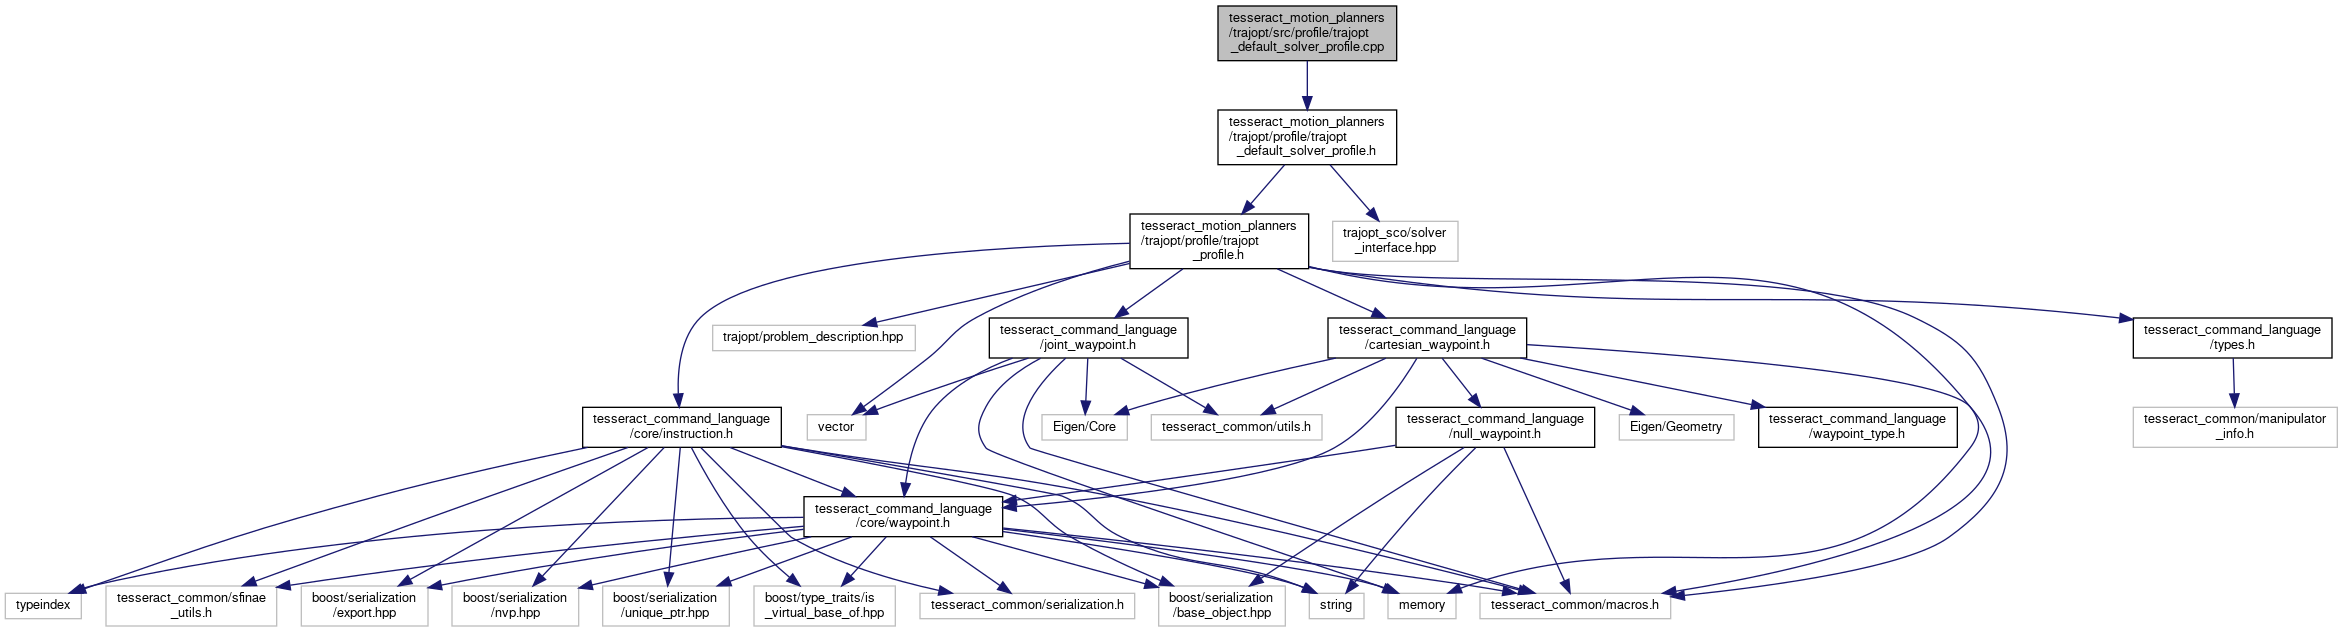 tesseract_motion_planners
/trajopt/src/profile/trajopt
_default_solver_profile.cpp
tesseract_motion_planners
/trajopt/profile/trajopt
_default_solver_profile.h
tesseract_motion_planners
/trajopt/profile/trajopt
_profile.h
trajopt_sco/solver
_interface.hpp
trajopt/problem_description.hpp
tesseract_command_language
/joint_waypoint.h
tesseract_command_language
/cartesian_waypoint.h
tesseract_command_language
/types.h
tesseract_command_language
/core/instruction.h
vector
Eigen/Core
tesseract_common/utils.h
tesseract_command_language
/null_waypoint.h
Eigen/Geometry
tesseract_command_language
/waypoint_type.h
tesseract_common/manipulator
_info.h
tesseract_command_language
/core/waypoint.h
typeindex
tesseract_common/sfinae
_utils.h
boost/serialization
/export.hpp
boost/serialization
/nvp.hpp
boost/serialization
/unique_ptr.hpp
boost/type_traits/is
_virtual_base_of.hpp
tesseract_common/serialization.h
boost/serialization
/base_object.hpp
string
memory
tesseract_common/macros.h